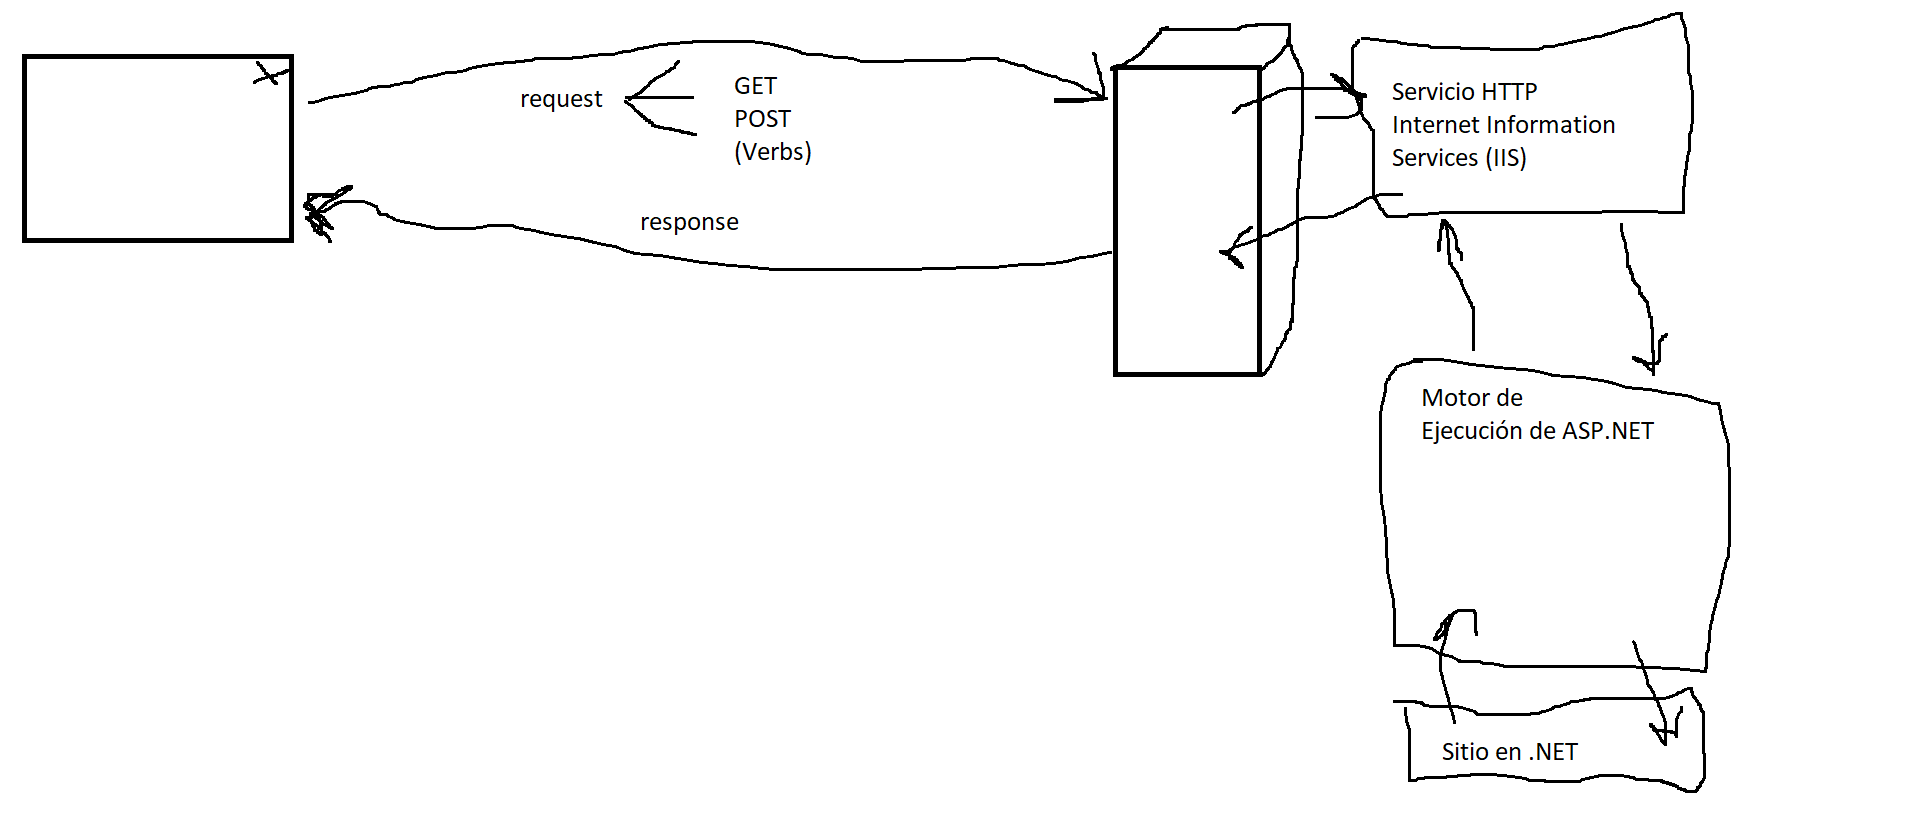 request
GET
POST
(Verbs)
response
Servicio HTTP
Internet Information
Services (IIS)
Motor de
Ejecución de ASP.NET
Sitio en .NET